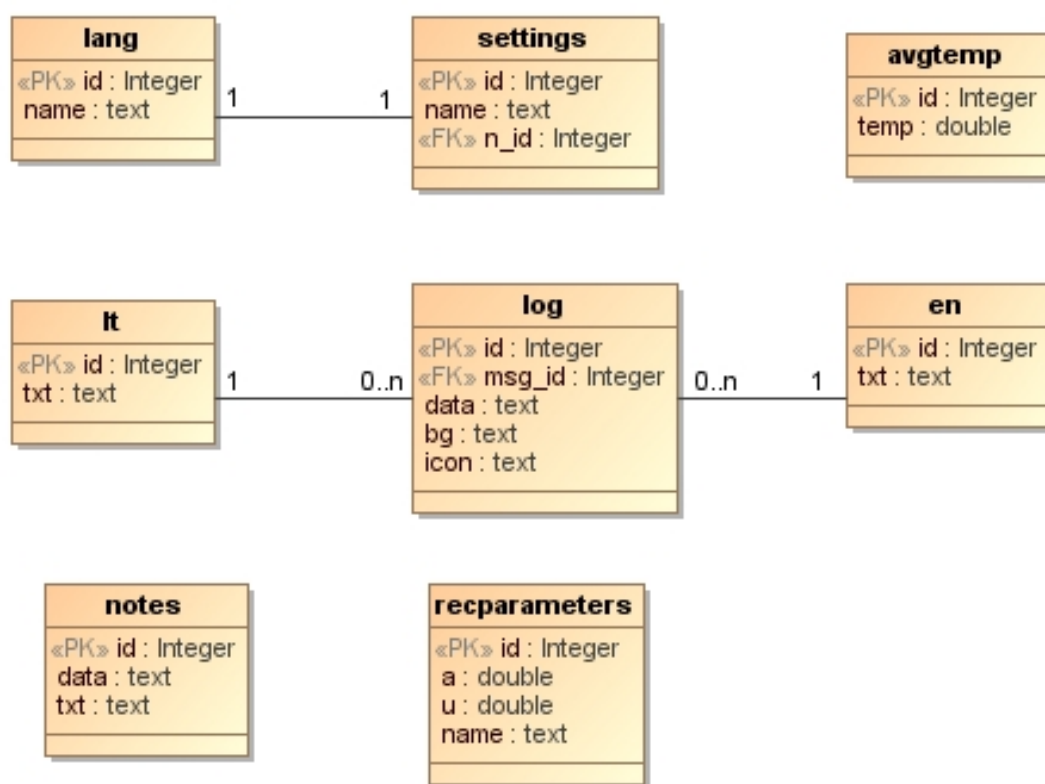 lang
«PK» id : Integer
name : text
1
1
settings
«PK» id : Integer
name : text
«FK» n_id : Integer
avgtemp
«PK» id : Integer
temp : double
lt
«PK» id : Integer
txt : text
1
0..n
log
«PK» id : Integer
«FK» msg_id : Integer
data : text
bg : text
icon : text
0..n
1
en
«PK» id : Integer
txt : text
notes
«PK» id : Integer
data : text
txt : text
recparameters
«PK» id : Integer
a : double
u : double
name : text